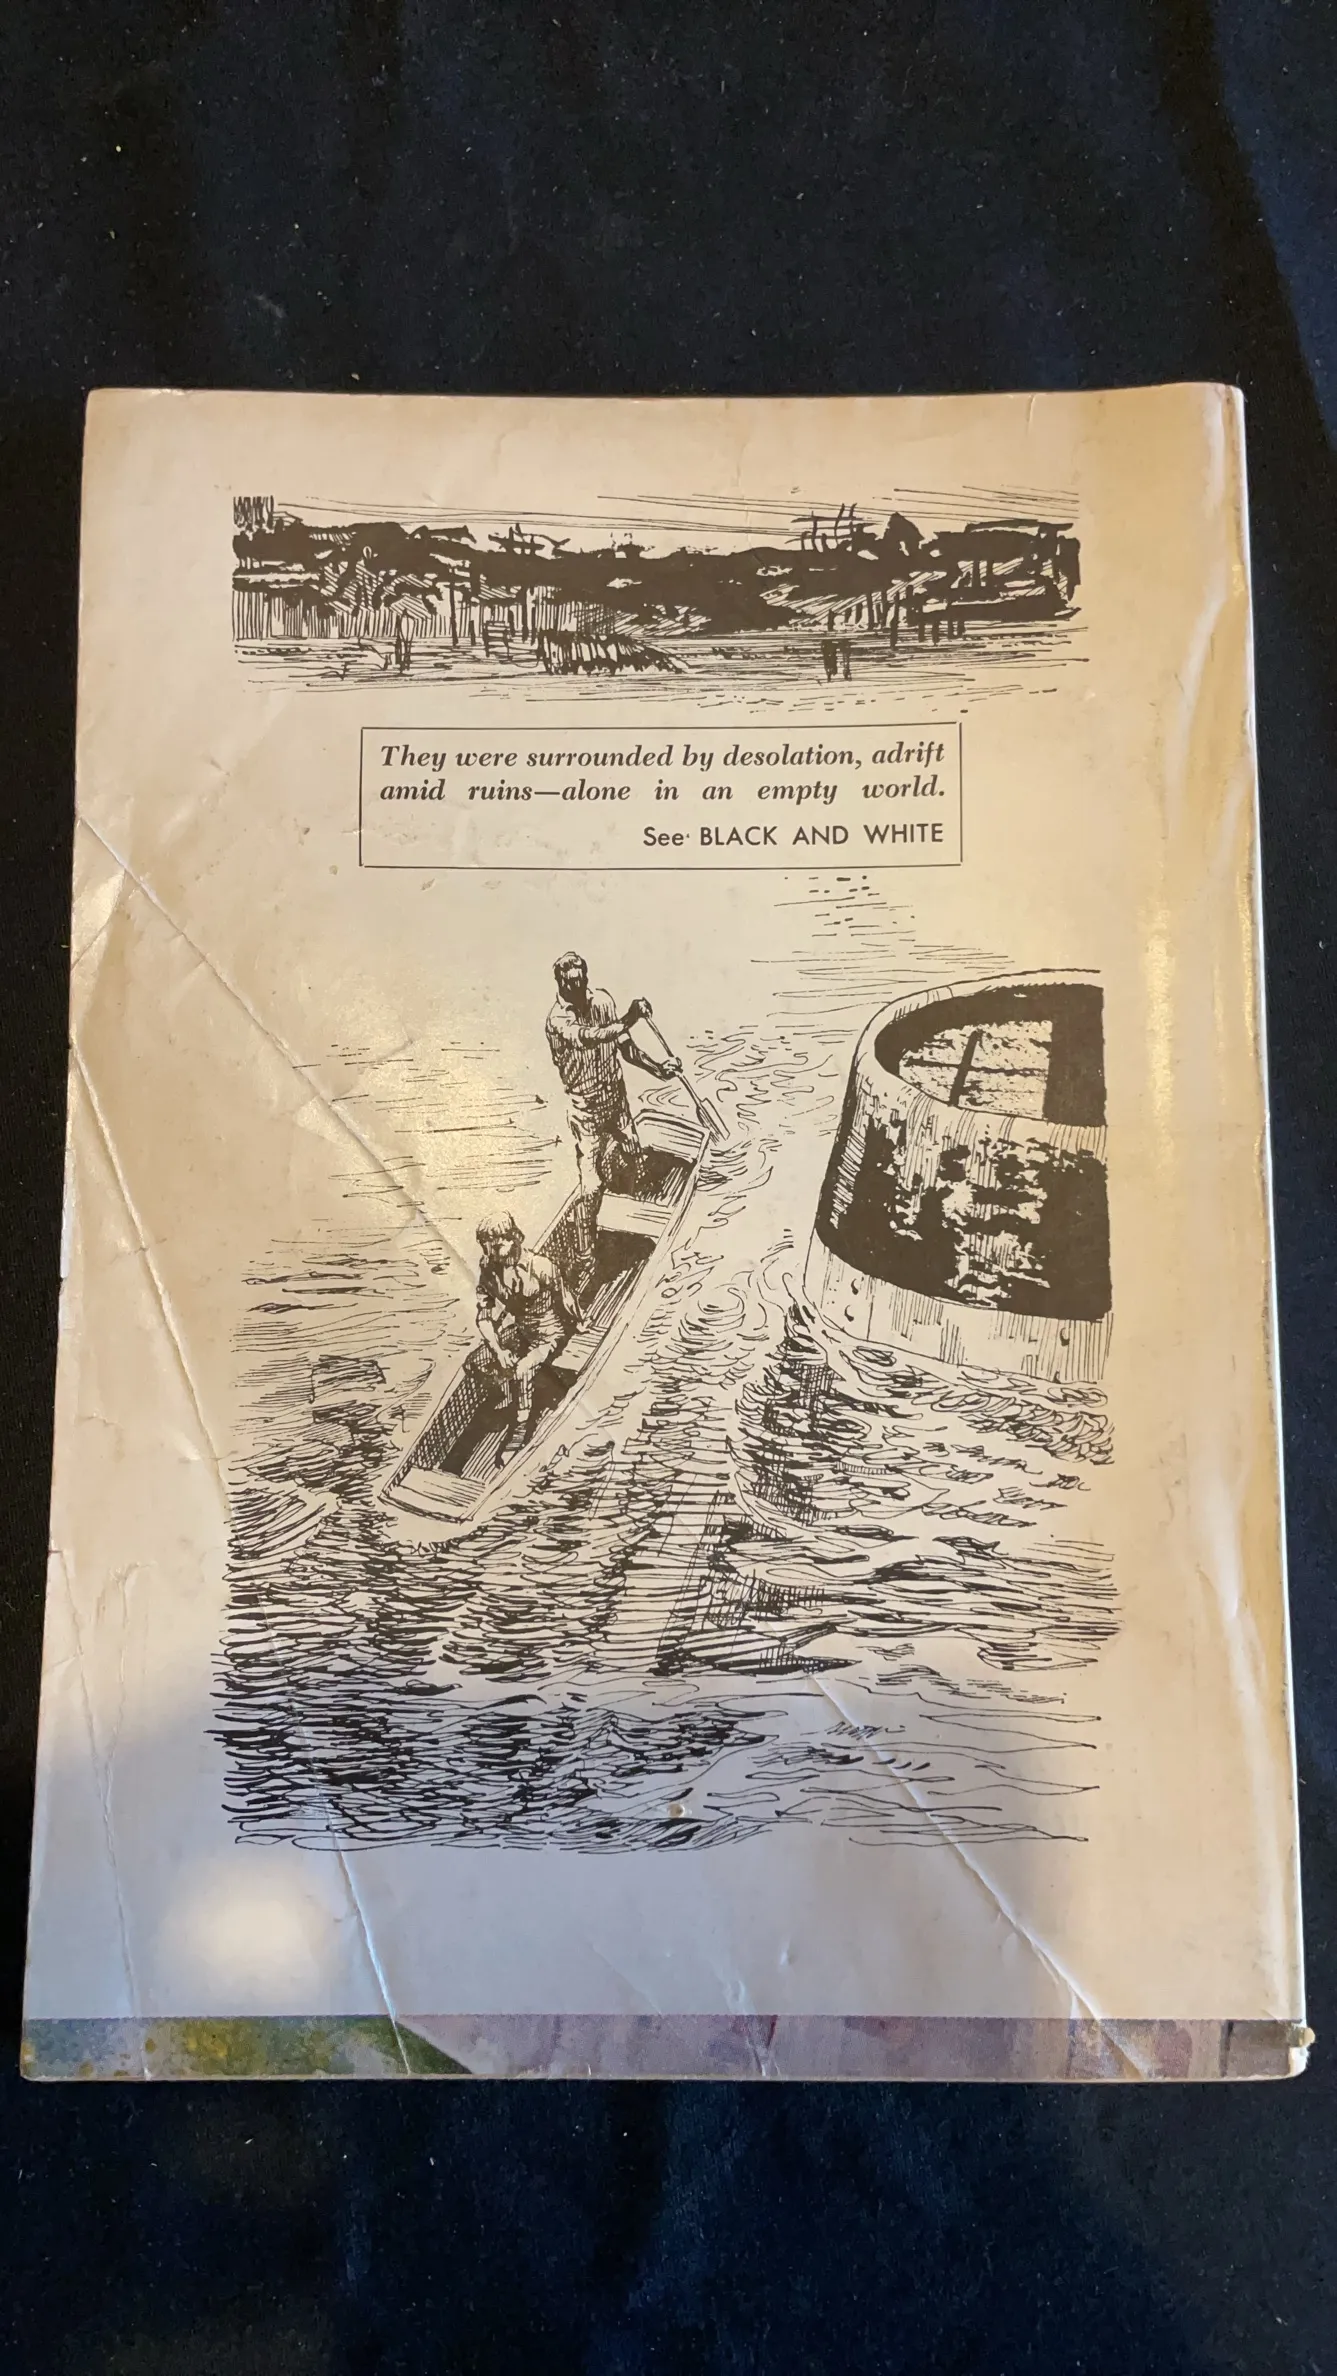 They were surrounded by desolation, adrift
amid ruins—alone in an empty world.
See BLACK AND WHITE